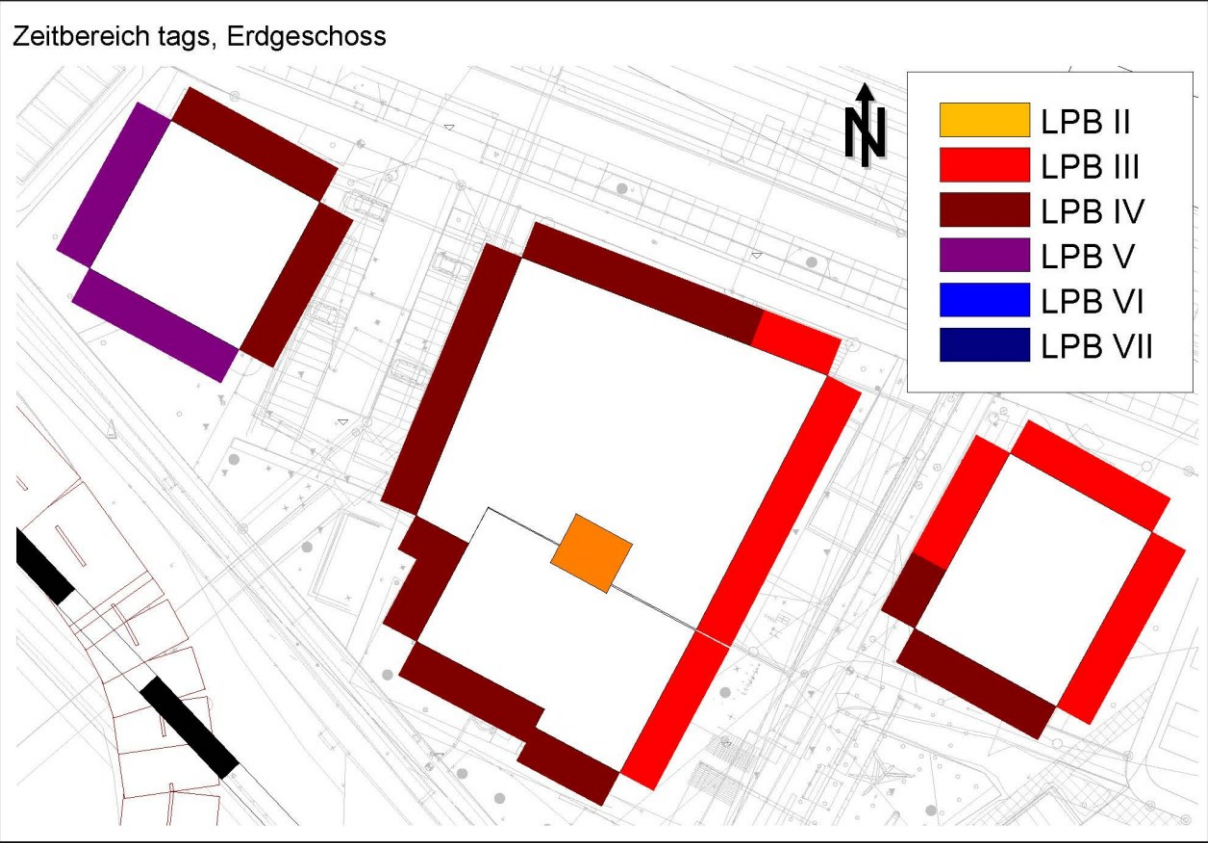 Zeitbereich tags, Erdgeschoss
N
LPB II
LPB III
LPB IV
LPB V
LPB VI
LPB VII